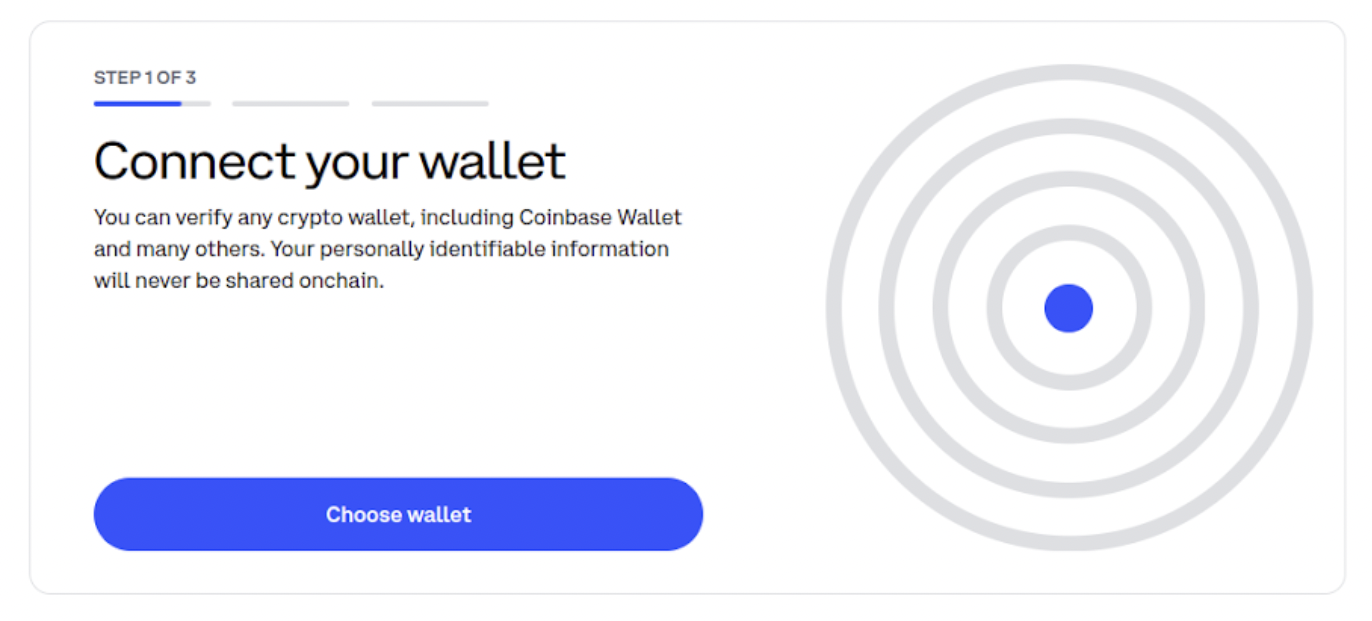 STEP 1 OF 3
Connect your wallet
You can verify any crypto wallet, including Coinbase Wallet
and many others. Your personally identifiable information
will never be shared onchain.
Choose wallet